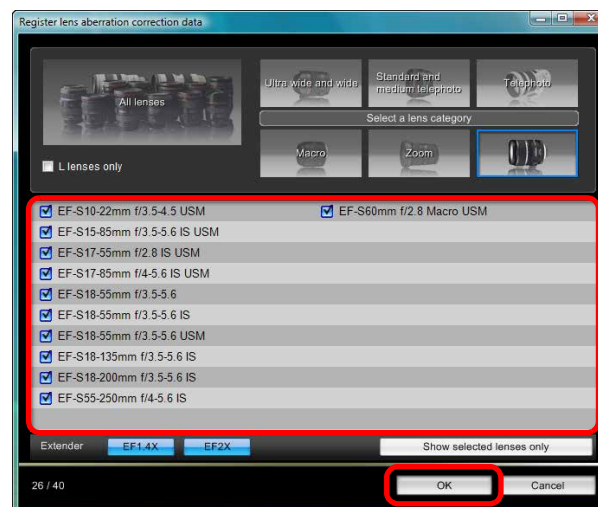 Register lens aberration correction data
All lenses
Ultra wide and wide
Standard and
medium telephoto
Telephoto
Select a lens category
L lenses only
Macro
Zoom
EF-S10-22mm f/3.5-4.5 USM
EF-S60mm f/2.8 Macro USM
EF-S15-85mm f/3.5-5.6 IS USM
EF-S17-55mm f/2.8 IS USM
EF-S17-85mm f/4-5.6 IS USM
EF-S18-55mm f/3.5-5.6
EF-S18-55mm f/3.5-5.6 IS
EF-S18-55mm f/3.5-5.6 USM
EF-S18-135mm f/3.5-5.6 IS
EF-S18-200mm f/3.5-5.6 IS
EF-S55-250mm f/4-5.6 IS
Extender EF1.4X EF2X Show selected lenses only
26 / 40 OK Cancel